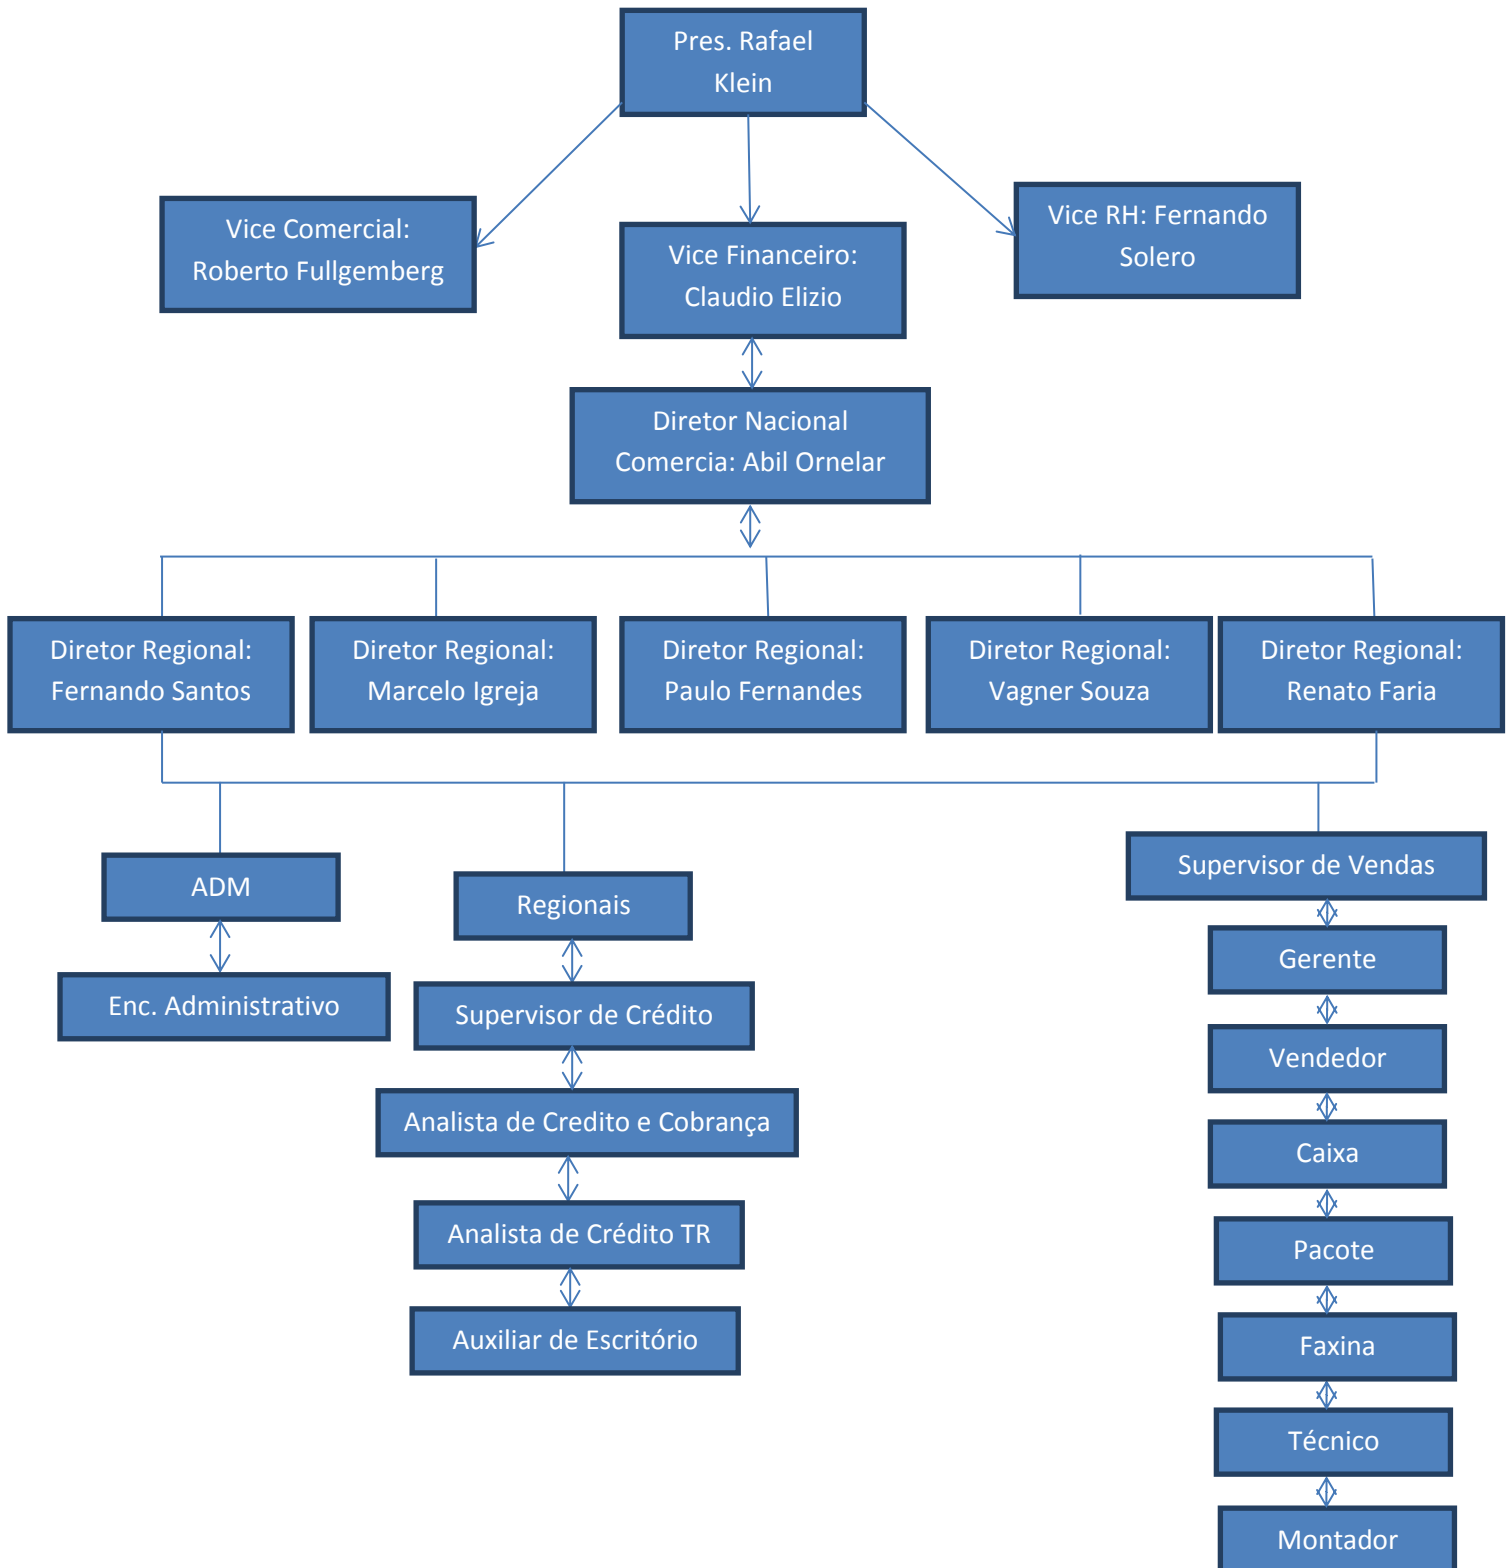 Pres. Rafael
Klein
Vice Comercial:
Roberto Fullgemberg
Vice Financeiro:
Claudio Elizio
Vice RH: Fernando
Solero
Diretor Nacional
Comercia: Abil Ornelar
Diretor Regional:
Fernando Santos
Diretor Regional:
Marcelo Igreja
Diretor Regional:
Paulo Fernandes
Diretor Regional:
Vagner Souza
Diretor Regional:
Renato Faria
ADM
Enc. Administrativo
Regionais
Supervisor de Crédito
Analista de Credito e Cobrança
Analista de Crédito TR
Auxiliar de Escritório
Supervisor de Vendas
Gerente
Vendedor
Caixa
Pacote
Faxina
Técnico
Montador